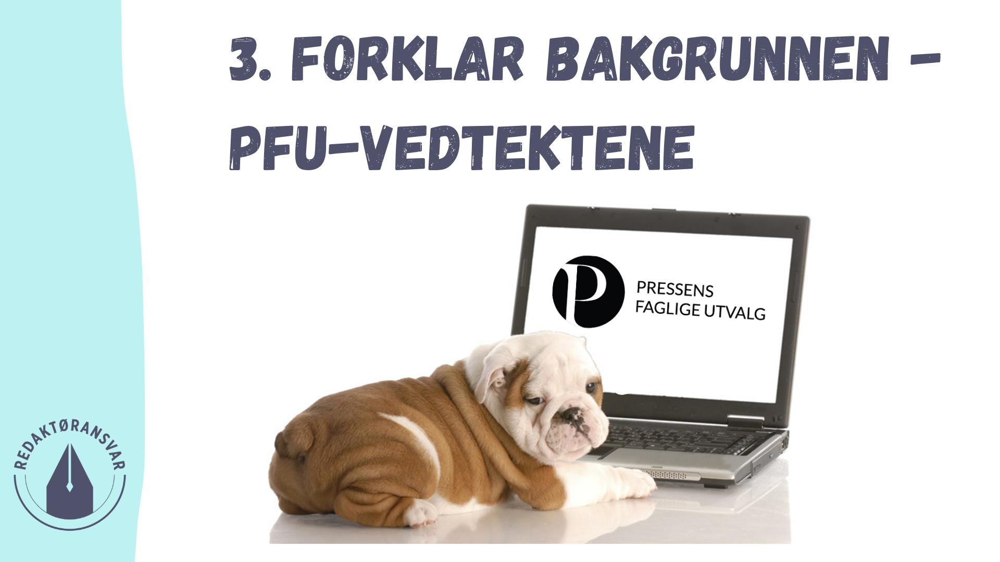 3. FORKLAR BAKGRUNNEN -
PFU-VEDTEKTENE
P PRESSENS
FAGLIGE UTVALG
REDAKTØRANSVAR